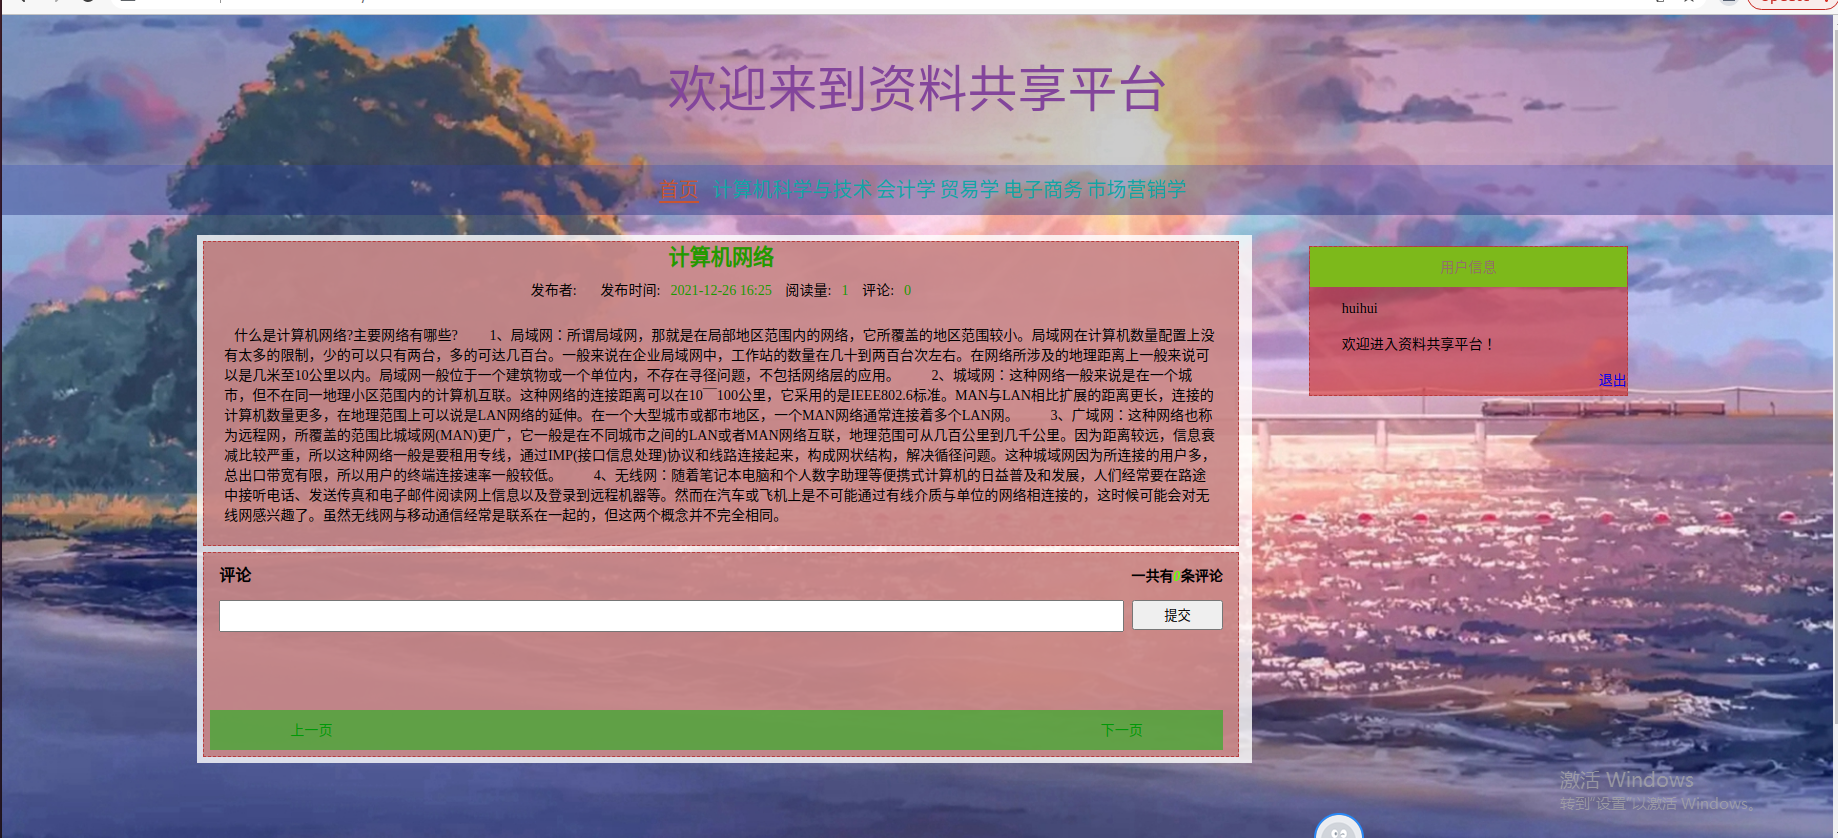 欢迎来到资料共享平台
首页 计算机科学与技术 会计学 贸易学 电子商务 市场营销学
计算机网络
发布者: 发布时间: 2021-12-26 16:25 阅读量: 1 评论: 0
什么是计算机网络?主要网络有哪些? 1、局域网：所谓局域网，那就是在局部地区范围内的网络，它所覆盖的地区范围较小。局域网在计算机数量配置上没
有太多的限制，少的可以只有两台，多的可达几百台。一般来说在企业局域网中，工作站的数量在几十到两百台次左右。在网络所涉及的地理距离上一般来说可
以是几米至10公里以内。局域网一般位于一个建筑物或一个单位内，不存在寻径问题，不包括网络层的应用。 2、城域网：这种网络一般来说是在一个城
市，但不在同一地理小区范围内的计算机互联。这种网络的连接距离可以在10￣100公里，它采用的是IEEE802.6标准。MAN与LAN相比扩展的距离更长，连接的
计算机数量更多，在地理范围上可以说是LAN网络的延伸。在一个大型城市或都市地区，一个MAN网络通常连接着多个LAN网。 3、广域网：这种网络也称
为远程网，所覆盖的范围比城域网(MAN)更广，它一般是在不同城市之间的LAN或者MAN网络互联，地理范围可从几百公里到几千公里。因为距离较远，信息衰
减比较严重，所以这种网络一般是要租用专线，通过IMP(接口信息处理)协议和线路连接起来，构成网状结构，解决循径问题。这种城域网因为所连接的用户多，
总出口带宽有限，所以用户的终端连接速率一般较低。 4、无线网：随着笔记本电脑和个人数字助理等便携式计算机的日益普及和发展，人们经常要在路途
中接听电话、发送传真和电子邮件阅读网上信息以及登录到远程机器等。然而在汽车或飞机上是不可能通过有线介质与单位的网络相连接的，这时候可能会对无
线网感兴趣了。虽然无线网与移动通信经常是联系在一起的，但这两个概念并不完全相同。
评论 一共有0条评论
提交
上一页 下一页
用户信息
huihui
欢迎进入资料共享平台！
退出
激活 Windows
转到"设置"以激活 Windows。